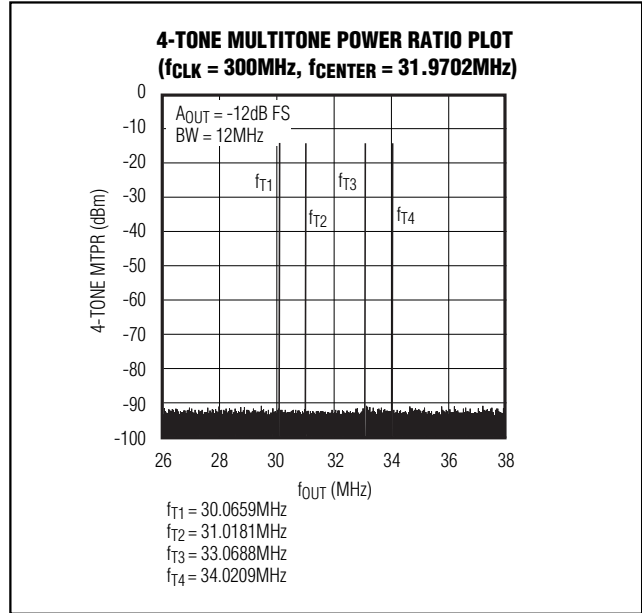 4-TONE MULTITONE POWER RATIO PLOT
(fCLK = 300MHz, fCENTER = 31.9702MHz)
AOUT = -12dB FS
BW = 12MHz
fT1
fT2
fT3
fT4
4-TONE MTPR (dBm)
0
-10
-20
-30
-40
-50
-60
-70
-80
-90
-100
26 28 30 32 34 36 38
fOUT (MHz)
fT1 = 30.0659MHz
fT2 = 31.0181MHz
fT3 = 33.0688MHz
fT4 = 34.0209MHz